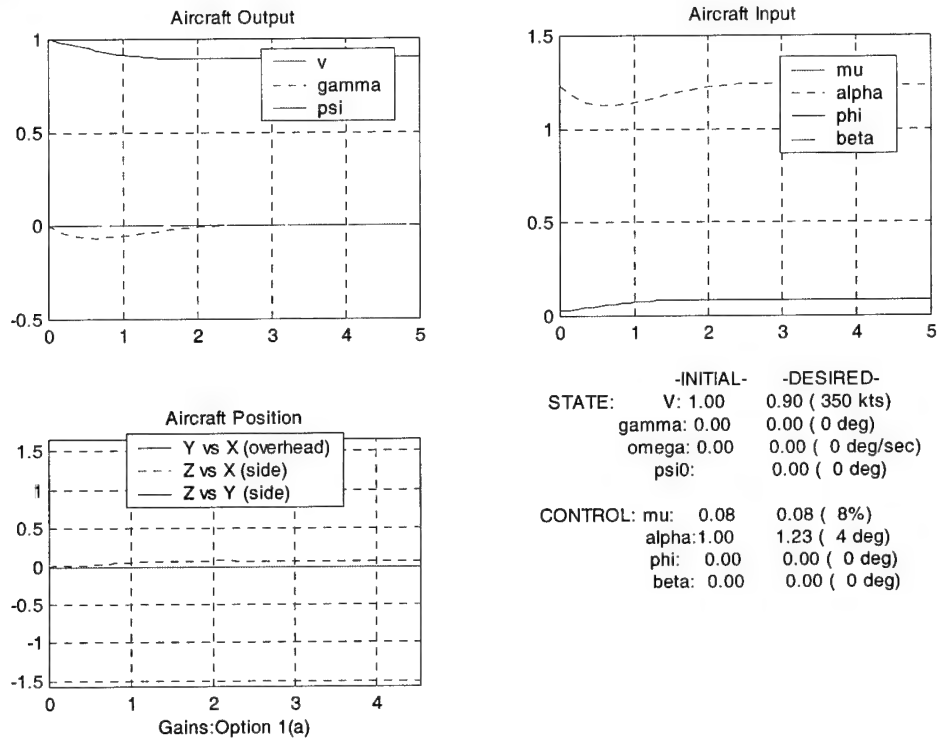 Aircraft Output
1
0.5
0
-0.5
0 1 2 3 4 5
v
gamma
psi
Aircraft Input
1.5
1
0.5
0
0 1 2 3 4 5
mu
alpha
phi
beta
Aircraft Position
1.5
1
0.5
0
-0.5
-1
-1.5
0 1 2 3 4
Y vs X (overhead)
Z vs X (side)
Z vs Y (side)
Gains:Option 1(a)
-INITIAL- -DESIRED-
STATE: V: 1.00 0.90 ( 350 kts)
gamma: 0.00 0.00 ( 0 deg)
omega: 0.00 0.00 ( 0 deg/sec)
psi0: 0.00 ( 0 deg)
CONTROL: mu: 0.08 0.08 ( 8%)
alpha:1.00 1.23 ( 4 deg)
phi: 0.00 0.00 ( 0 deg)
beta: 0.00 0.00 ( 0 deg)